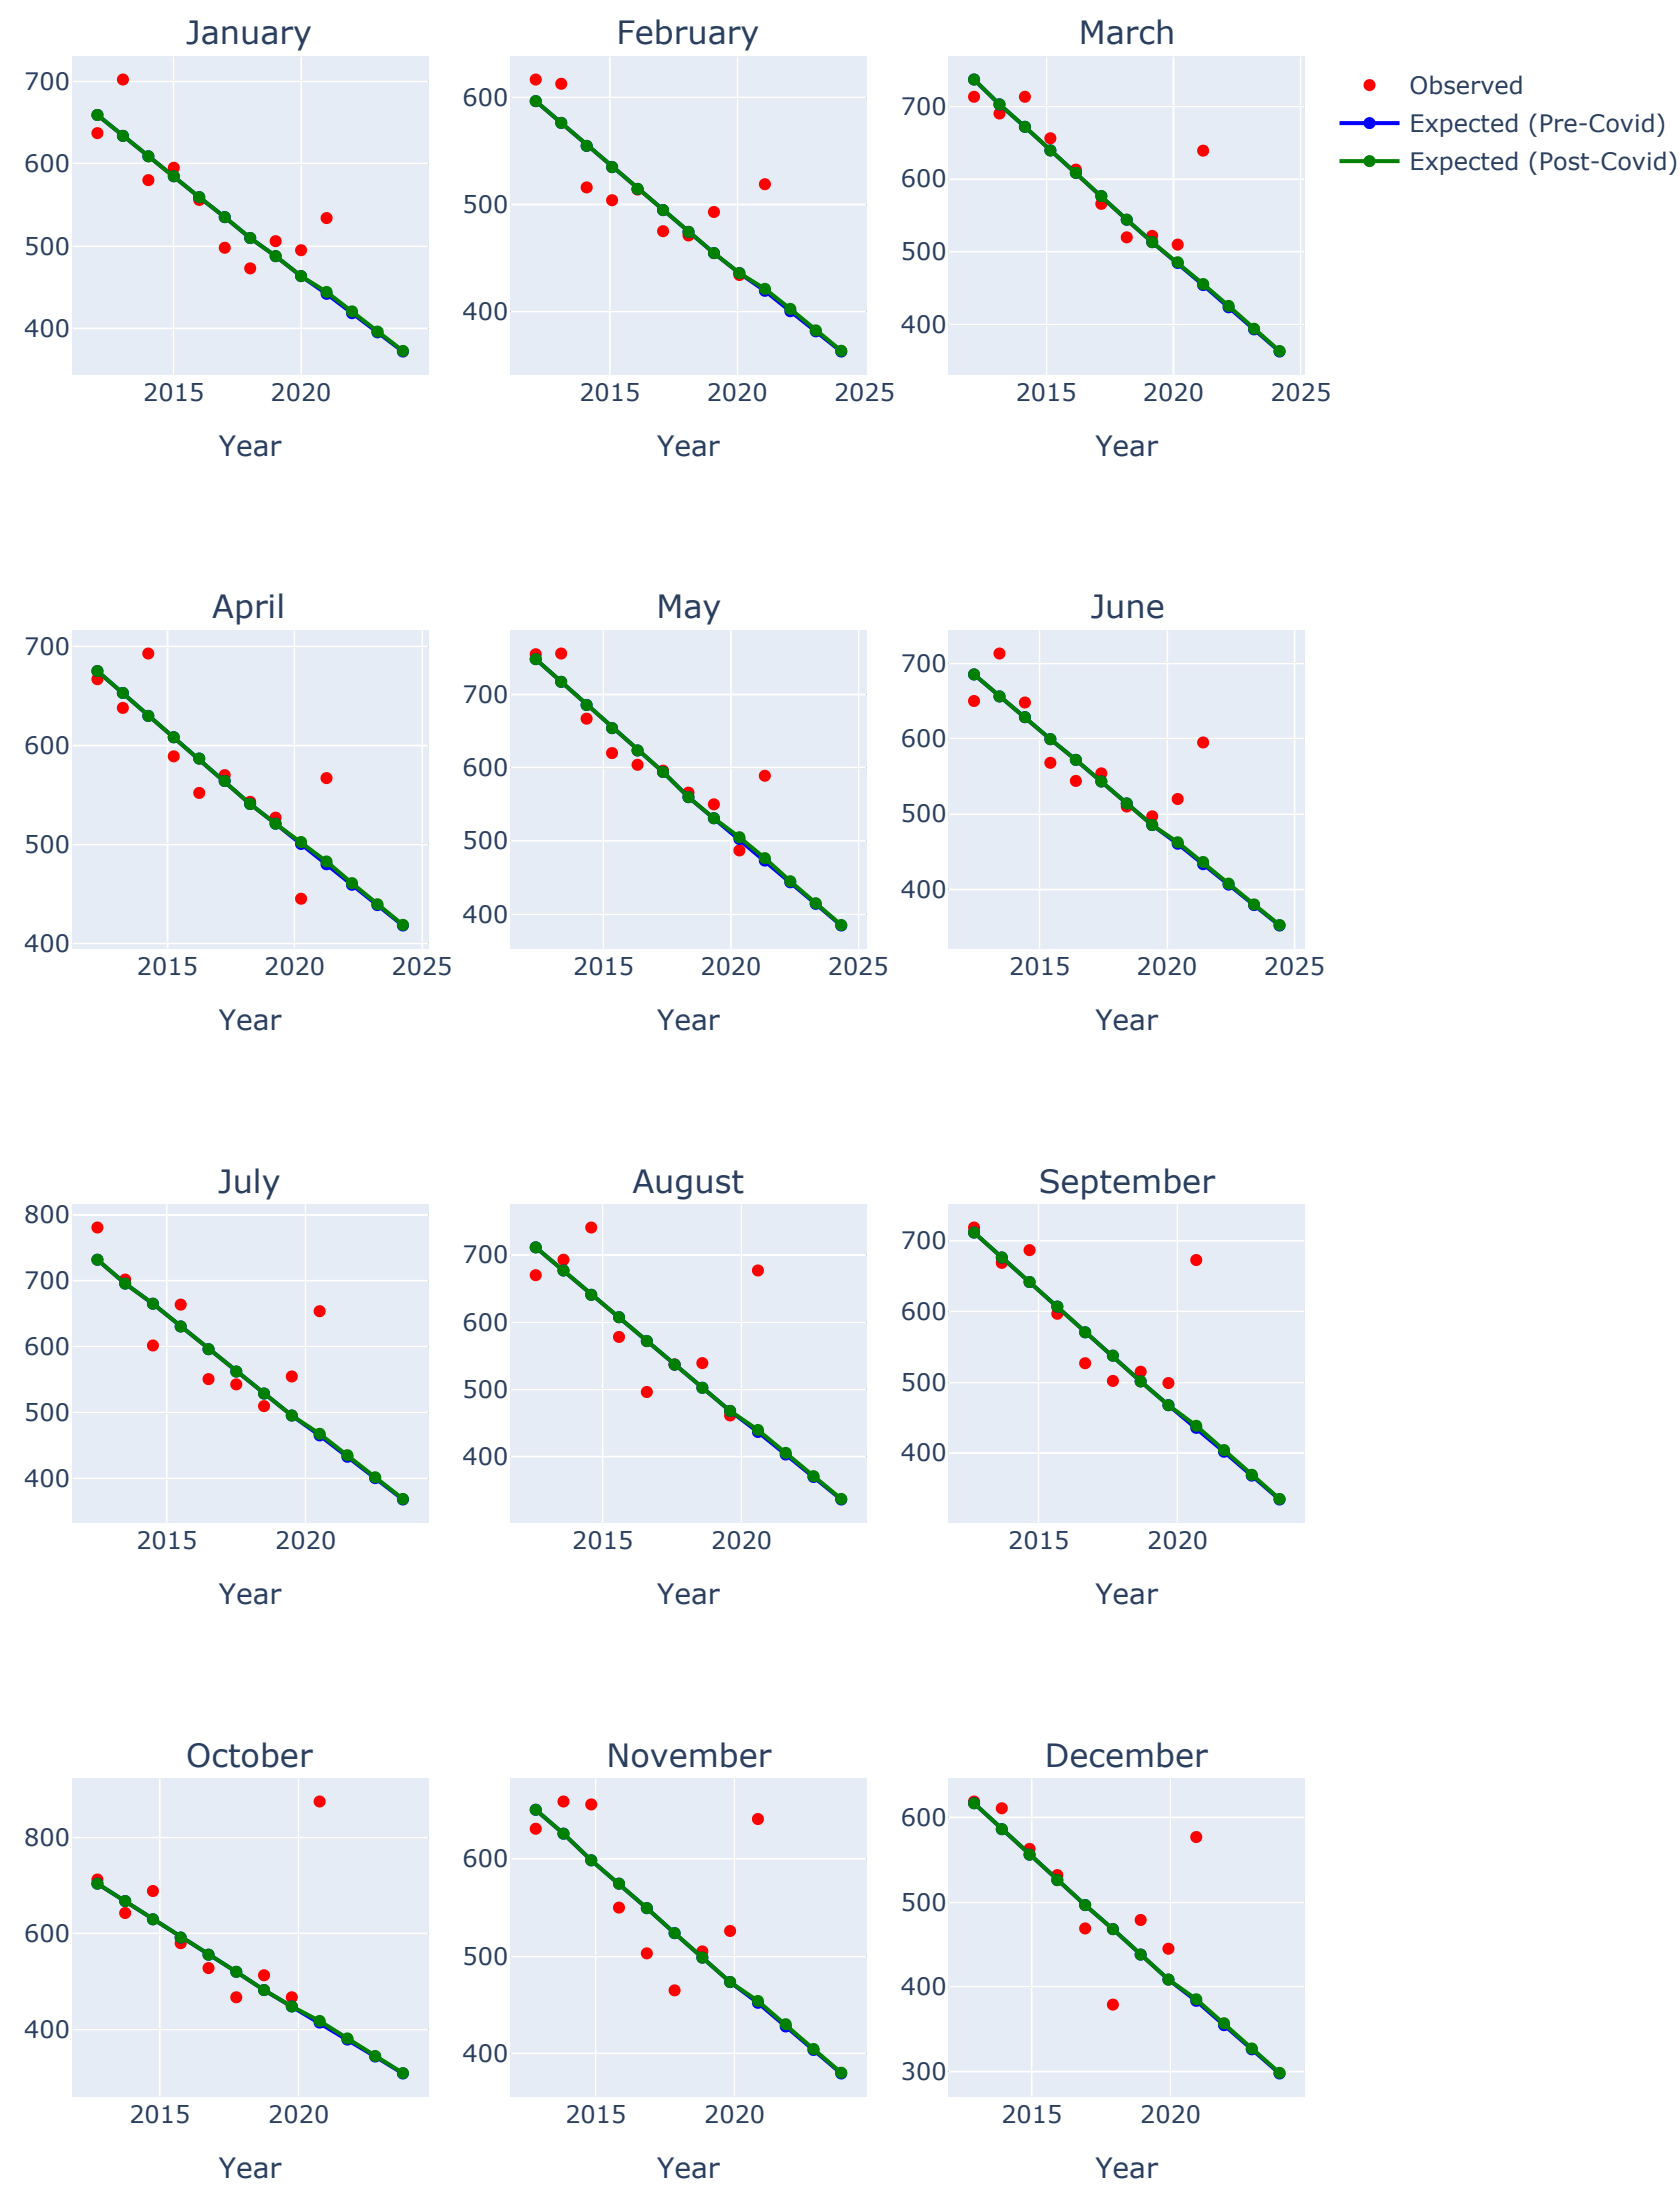 January February March
Observed
Expected (Pre-Covid)
Expected (Post-Covid)
700 600 500 400
600 500 400
700 600 500 400
2015 2020
2015 2020 2025
2015 2020 2025
Year Year Year
April May June
700 600 500 400
700 600 500 400
700 600 500 400
2015 2020 2025
2015 2020 2025
2015 2020 2025
Year Year Year
July August September
800 700 600 500 400
700 600 500 400
700 600 500 400
2015 2020
2015 2020
2015 2020
Year Year Year
October November December
800 600 400
600 500 400
600 500 400 300
2015 2020
2015 2020
2015 2020
Year Year Year